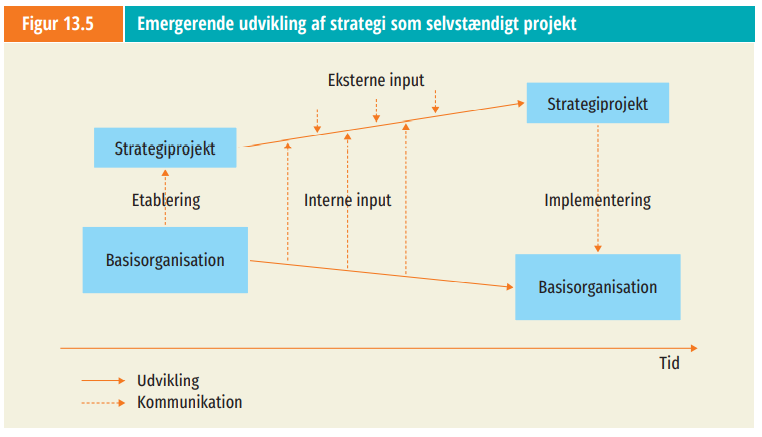 Figur 13.5
Emergerende udvikling af strategi som selvstændigt projekt
Eksterne input
Strategiprojekt
Strategiprojekt
Etablering
Interne input
Implementering
Basisorganisation
Basisorganisation
Tid
Udvikling
Kommunikation